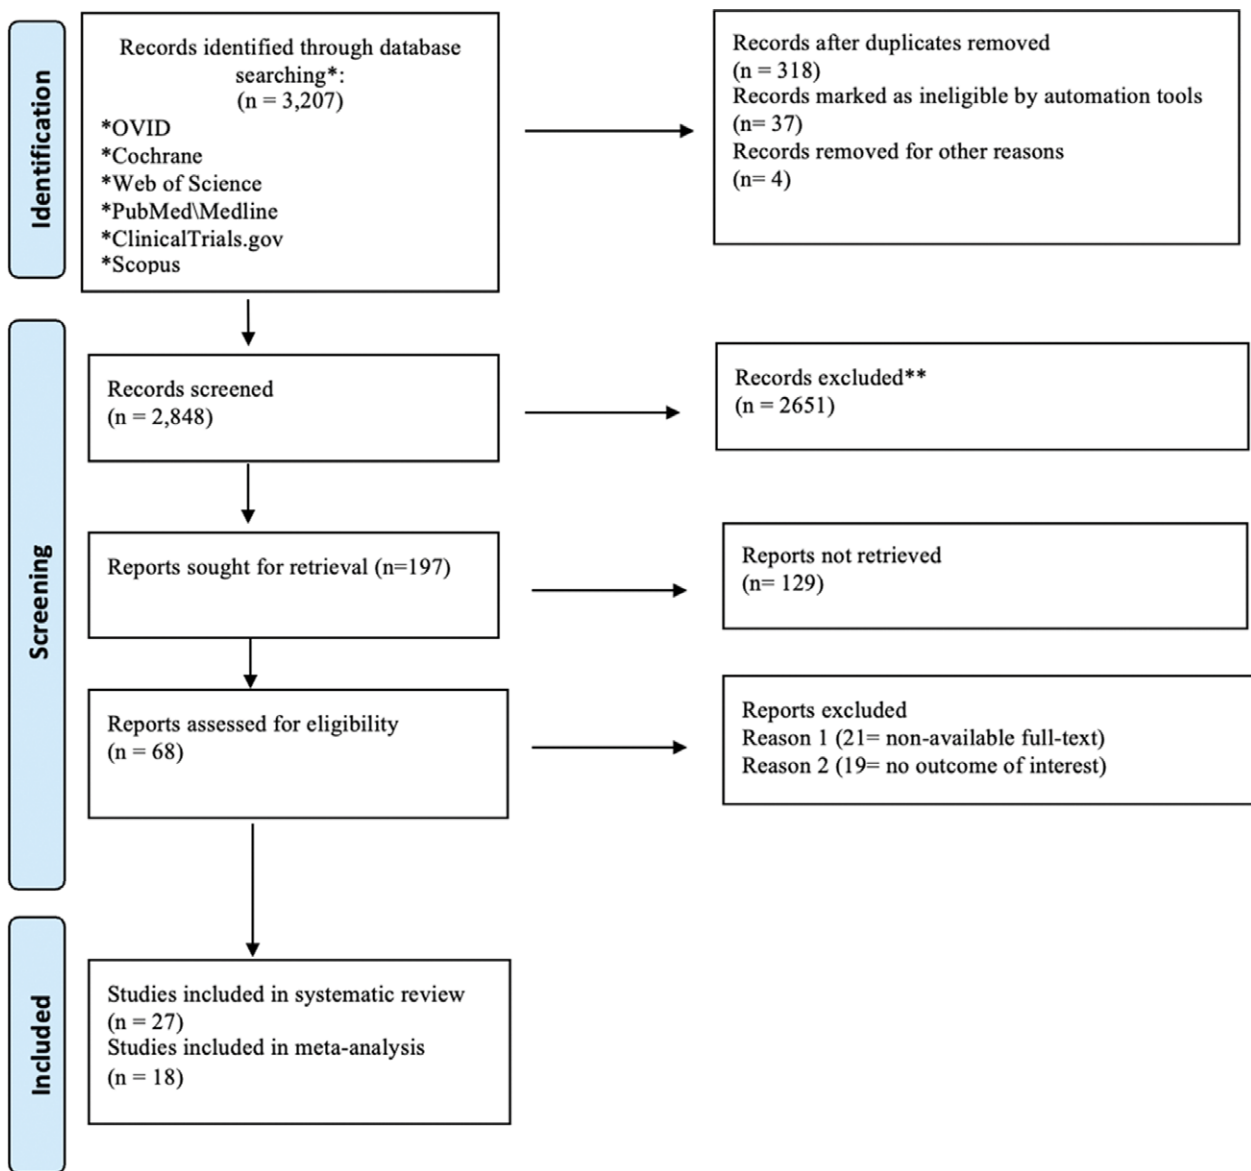 Identification
Records identified through database
searching*:
(n = 3,207)
*OVID
*Cochrane
*Web of Science
*PubMed\Medline
*ClinicalTrials.gov
*Scopus
Records after duplicates removed
(n = 318)
Records marked as ineligible by automation tools
(n= 37)
Records removed for other reasons
(n= 4)
Screening
Records screened
(n = 2,848)
Records excluded**
(n = 2651)
Reports sought for retrieval (n=197)
Reports not retrieved
(n= 129)
Reports assessed for eligibility
(n = 68)
Reports excluded
Reason 1 (21= non-available full-text)
Reason 2 (19= no outcome of interest)
Included
Studies included in systematic review
(n = 27)
Studies included in meta-analysis
(n = 18)